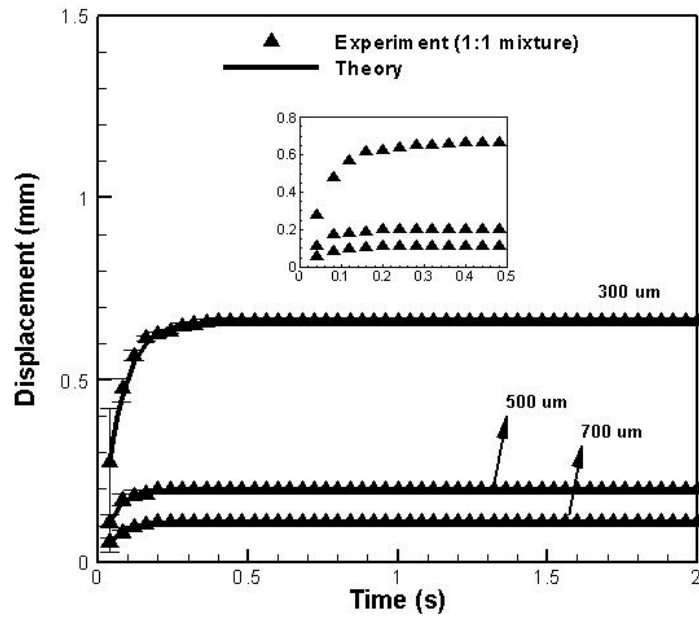 1.5
Experiment (1:1 mixture)
Theory
0.8
0.6
0.4
0.2
0
0 0.1 0.2 0.3 0.4 0.5
1
Displacement (mm)
300 um
0.5
500 um
700 um
0
0 0.5 1 1.5 2
Time (s)